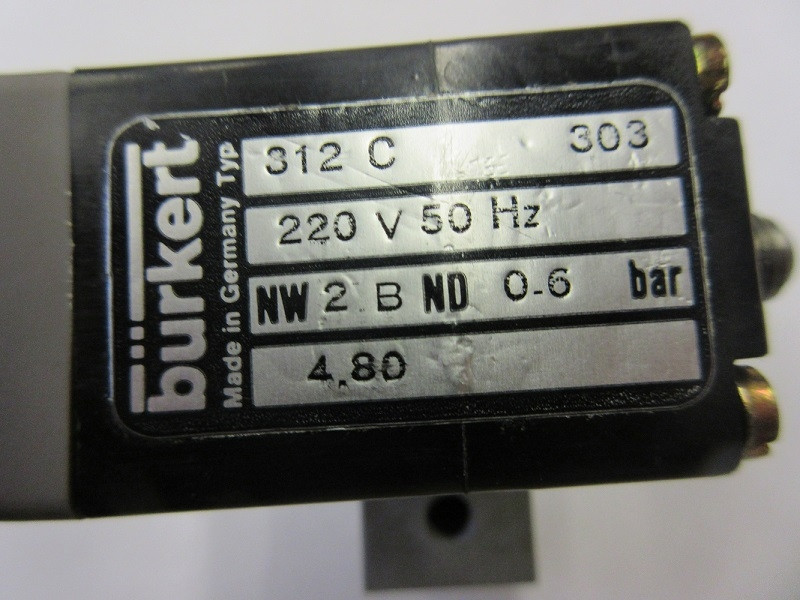 bürkert
Made in Germany Typ
312 C 303
220 V 50 Hz
NW 2 B ND 0-6 bar
4.80